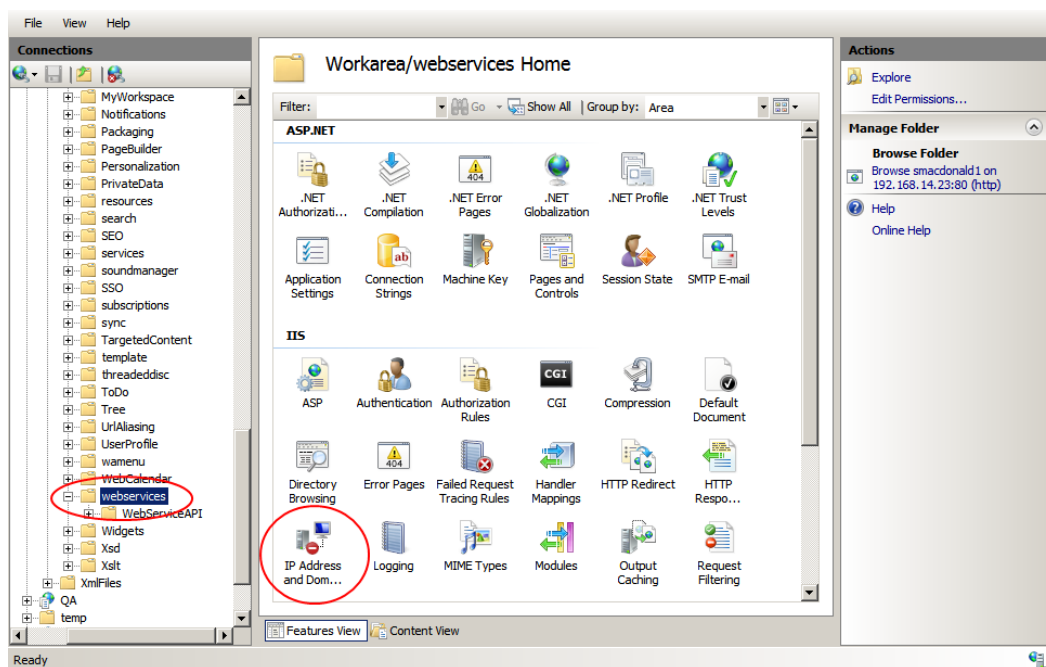 File View Help
Connections
MyWorkspace
Notifications
Packaging
PageBuilder
Personalization
PrivateData
resources
search
SEO
services
soundmanager
SSO
subscriptions
sync
TargetedContent
template
threadeddisc
ToDo
Tree
UrlAliasing
UserProfile
wamenu
WebCalendar
webservices
WebServiceAPI
Widgets
Xsd
Xslt
XmlFiles
QA
temp
Workarea/webservices Home
Filter: Go Show All Group by: Area
ASP.NET
.NET Authorizati...
.NET Compilation
404
.NET Error Pages
.NET Globalization
.NET Profile
.NET Trust Levels
Application Settings
ab
Connection Strings
Machine Key
Pages and Controls
Session State
SMTP E-mail
IIS
ASP
Authentication
Authorization Rules
CGI
CGI
Compression
Default Document
Directory Browsing
404
Error Pages
Failed Request Tracing Rules
Handler Mappings
HTTP Redirect
HTTP Respo...
IP Address and Dom...
Logging
MIME Types
Modules
Output Caching
Request Filtering
Features View Content View
Actions
Explore
Edit Permissions...
Manage Folder
Browse Folder
Browse smacdonald1 on
192.168.14.23:80 (http)
Help
Online Help
Ready